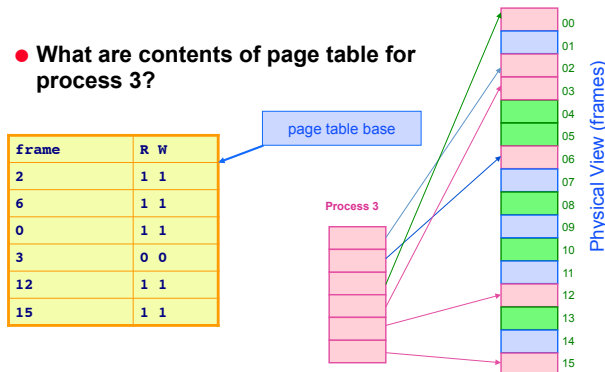 What are contents of page table for
process 3?
page table base
frame R W
2 1 1
6 1 1
0 1 1
3 0 0
12 1 1
15 1 1
Process 3
00
01
02
03
04
05
06
07
08
09
10
11
12
13
14
15
Physical View (frames)